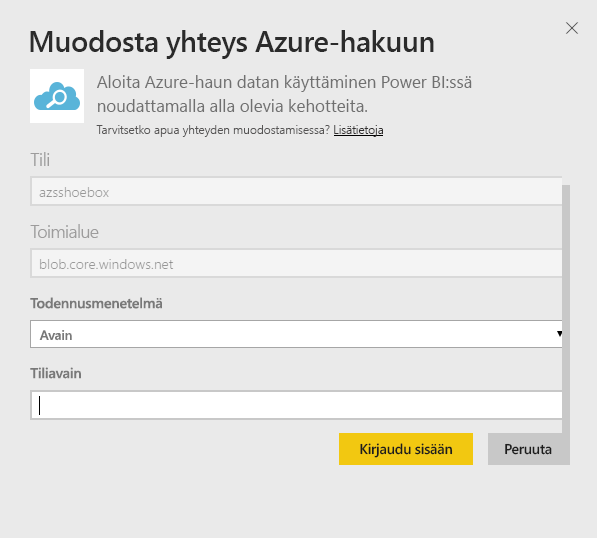 Muodosta yhteys Azure-hakuun
Aloita Azure-haun datan käyttäminen Power BI:ssä
noudattamalla alla olevia kehotteita.
Tarvitsetko apua yhteyden muodostamisessa? Lisätietoja
Tili
azsshoebox
Toimialue
blob.core.windows.net
Todennusmenetelmä
Avain
Tiliavain
Kirjaudu sisään
Peruuta